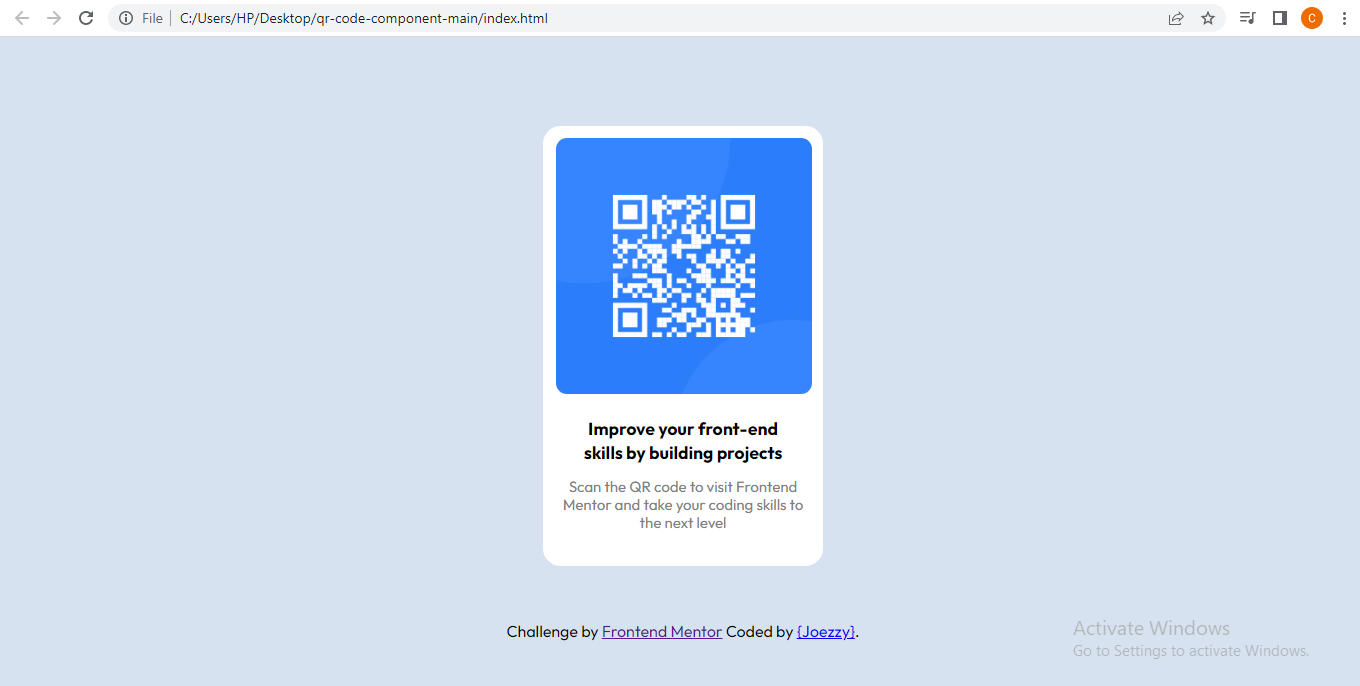 File
C:/Users/HP/Desktop/qr-code-component-main/index.html
C
Improve your front-end
skills by building projects
Scan the QR code to visit Frontend
Mentor and take your coding skills to
the next level
Challenge by Frontend Mentor Coded by {Joezzy}.
Activate Windows
Go to Settings to activate Windows.